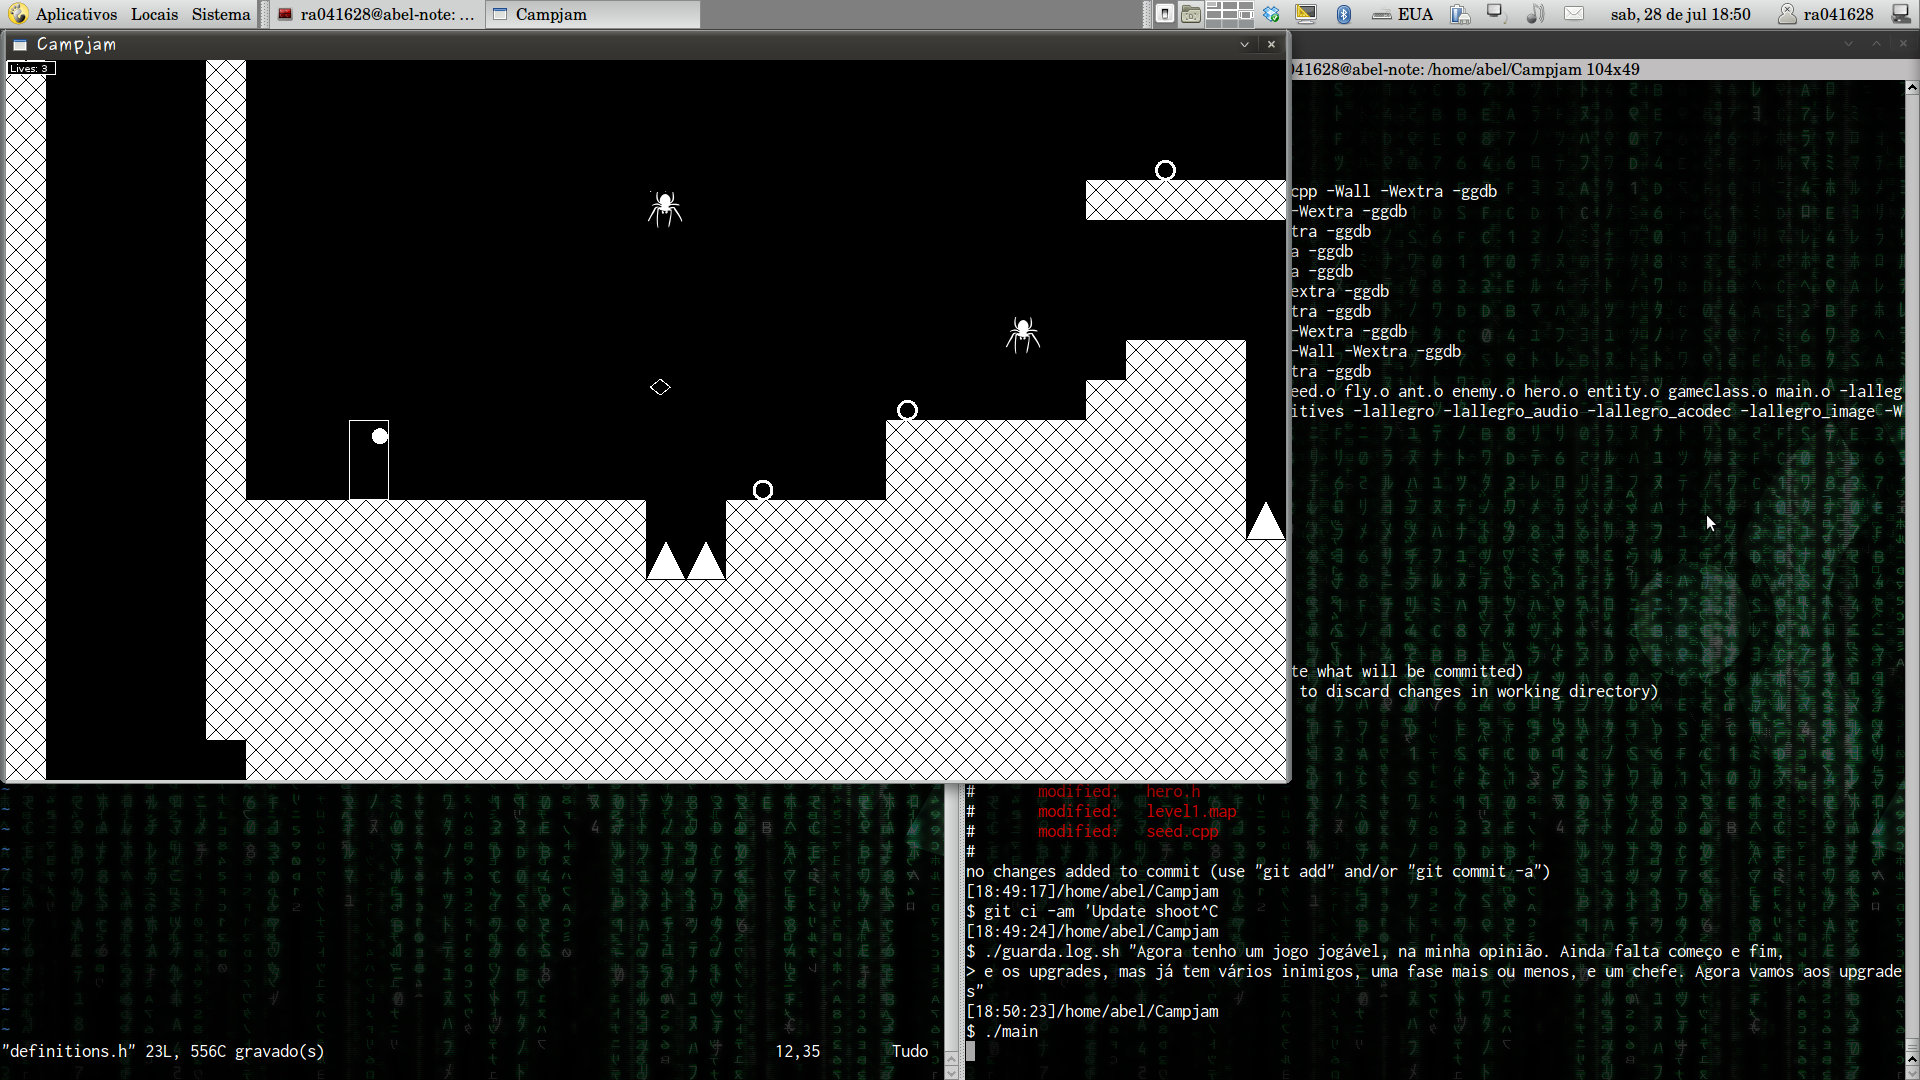 Aplicativos Locais Sistema
ra041628@abel-note: ...
Campjam
EUA
sab, 28 de jul 18:50
ra041628
Campjam
Lives: 3
041628@abel-note: /home/abel/Campjam 104x49
cpp -Wall -Wextra -ggdb
-Wextra -ggdb
tra -ggdb
a -ggdb
a -ggdb
extra -ggdb
tra -ggdb
-Wextra -ggdb
-Wall -Wextra -ggdb
tra -ggdb
eed.o fly.o ant.o enemy.o hero.o entity.o gameclass.o main.o -lalleg
itives -lallegro -lallegro_audio -lallegro_acodec -lallegro_image -W
te what will be committed)
to discard changes in working directory)
# modified: hero.h
# modified: level1.map
# modified: seed.cpp
#
no changes added to commit (use "git add" and/or "git commit -a")
[18:49:17]/home/abel/Campjam
$ git ci -am 'Update shoot^C
[18:49:24]/home/abel/Campjam
$ ./guarda.log.sh "Agora tenho um jogo jogável, na minha opinião. Ainda falta começo e fim,
> e os upgrades, mas já tem vários inimigos, uma fase mais ou menos, e um chefe. Agora vamos aos upgrade
s"
[18:50:23]/home/abel/Campjam
$ ./main
"definitions.h" 23L, 556C gravado(s) 12,35 Tudo